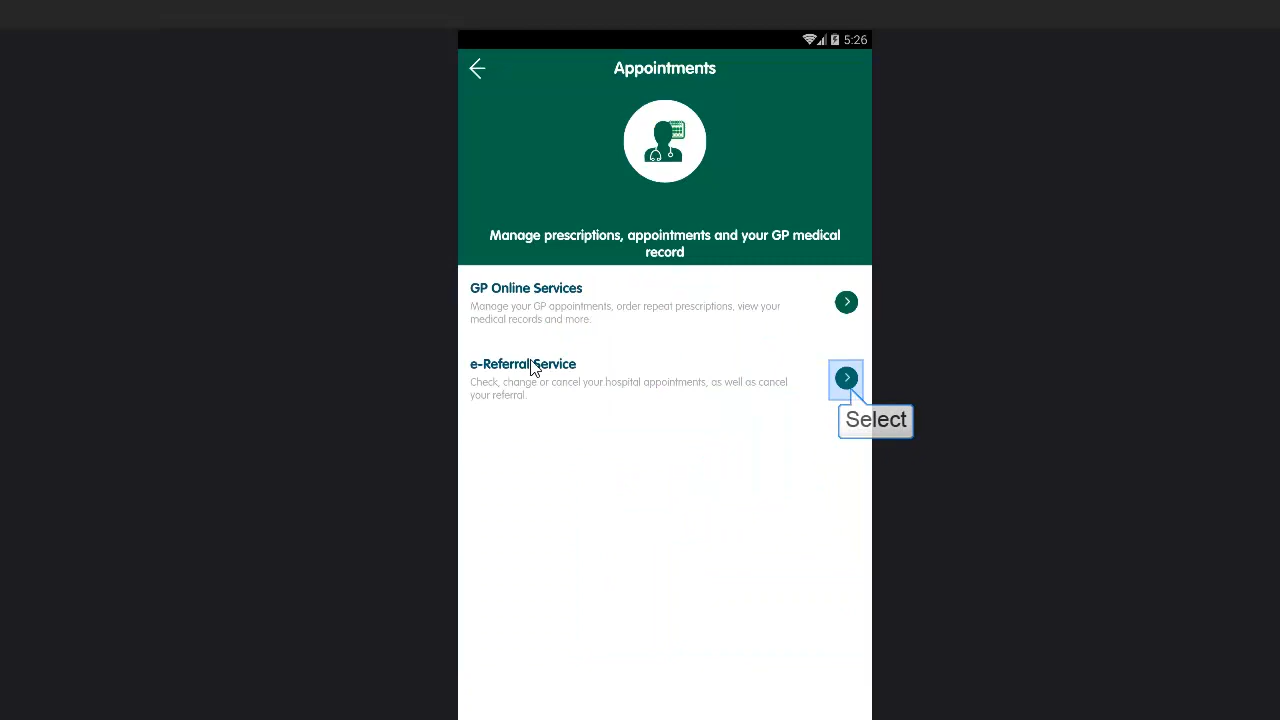 5:26
Appointments
Manage prescriptions, appointments and your GP medical
record
GP Online Services
Manage your GP appointments, order repeat prescriptions, view your
medical records and more.
e-Referral Service
Check, change or cancel your hospital appointments, as well as cancel
your referral.
Select